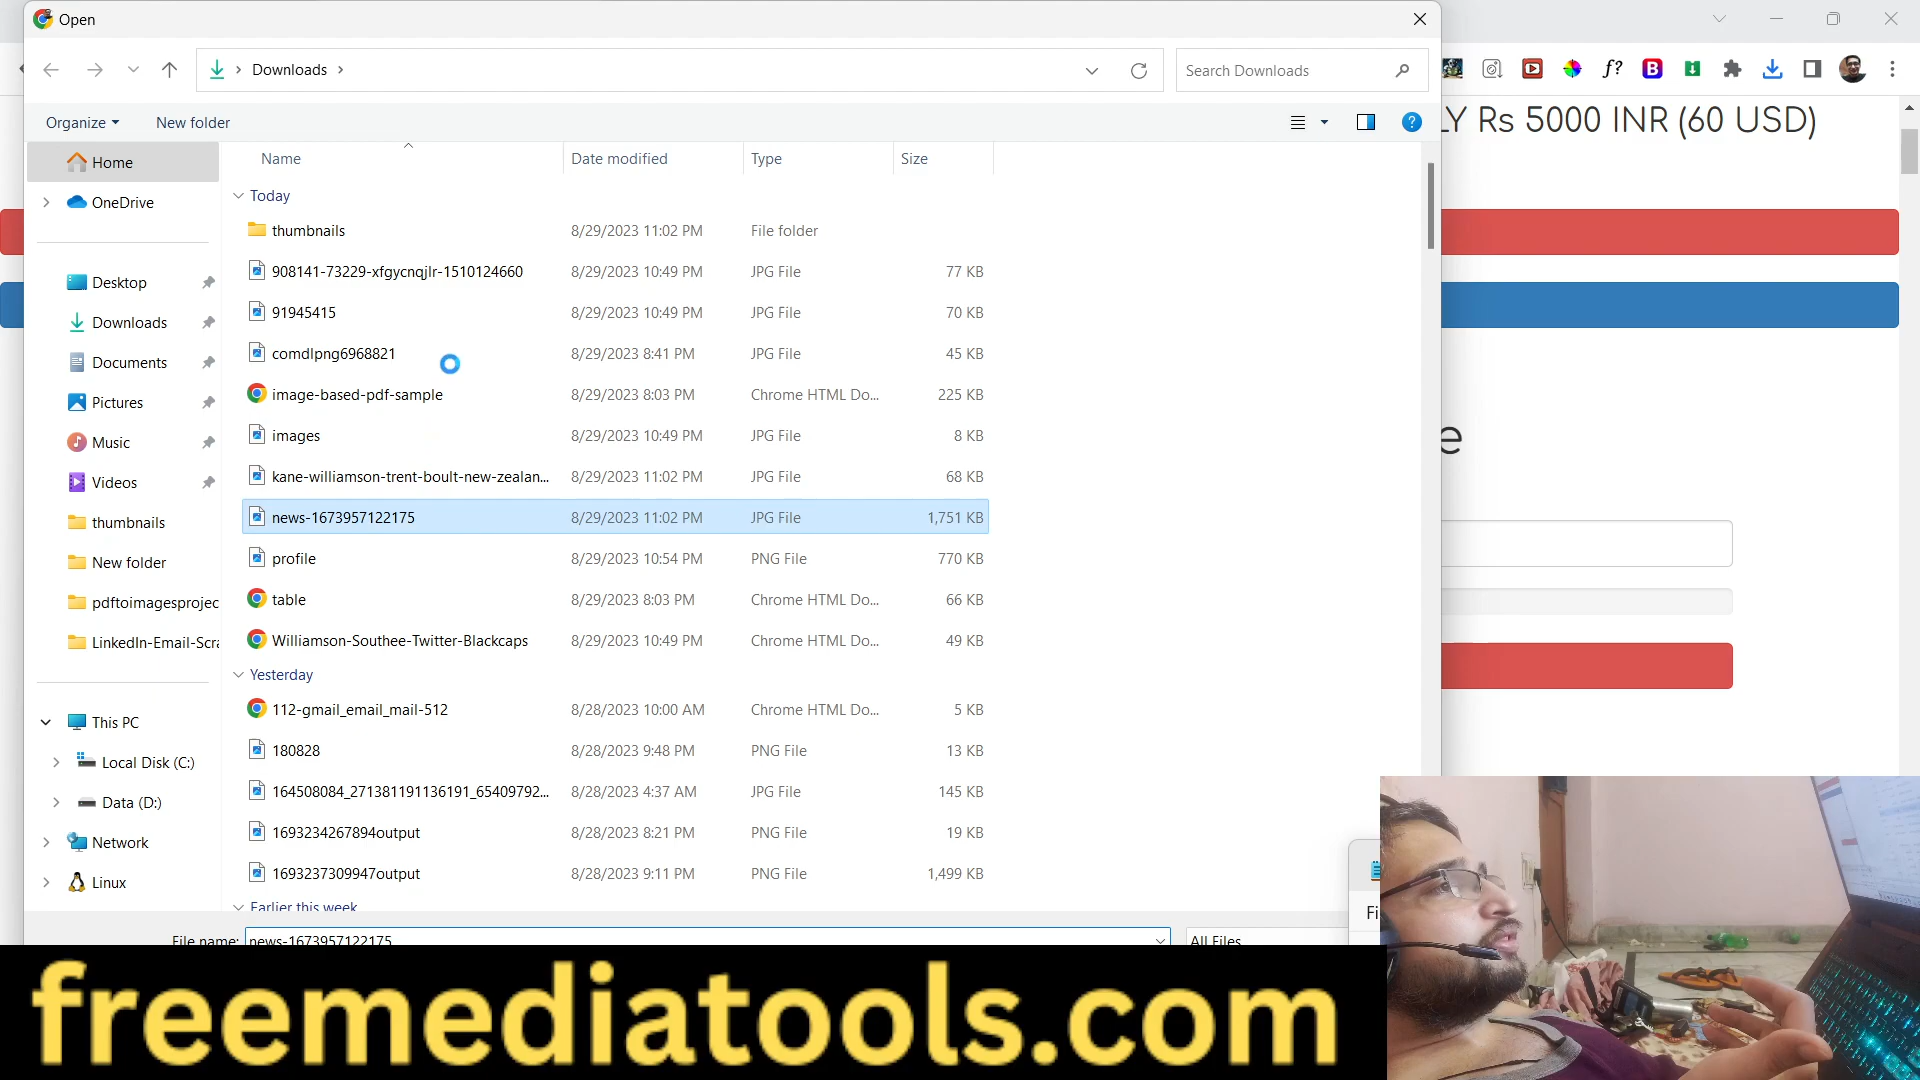 Open
Downloads
Search Downloads
LY Rs 5000 INR (60 USD)
Organize
New folder
Name Date modified Type Size
Home
OneDrive
Desktop
Downloads
Documents
Pictures
Music
Videos
thumbnails
New folder
pdftoimagesprojec
LinkedIn-Email-Scra
This PC
Local Disk (C:)
Data (D:)
Network
Linux
Today
thumbnails 8/29/2023 11:02 PM File folder
908141-73229-xfgycnqjlr-1510124660 8/29/2023 10:49 PM JPG File 77 KB
91945415 8/29/2023 10:49 PM JPG File 70 KB
comdlpng6968821 8/29/2023 8:41 PM JPG File 45 KB
image-based-pdf-sample 8/29/2023 8:03 PM Chrome HTML Do... 225 KB
images 8/29/2023 10:49 PM JPG File 8 KB
kane-williamson-trent-boult-new-zealan... 8/29/2023 11:02 PM JPG File 68 KB
news-1673957122175 8/29/2023 11:02 PM JPG File 1,751 KB
profile 8/29/2023 10:54 PM PNG File 770 KB
table 8/29/2023 8:03 PM Chrome HTML Do... 66 KB
Williamson-Southee-Twitter-Blackcaps 8/29/2023 10:49 PM Chrome HTML Do... 49 KB
Yesterday
112-gmail_email_mail-512 8/28/2023 10:00 AM Chrome HTML Do... 5 KB
180828 8/28/2023 9:48 PM PNG File 13 KB
164508084_271381191136191_65409792... 8/28/2023 4:37 AM JPG File 145 KB
1693234267894output 8/28/2023 8:21 PM PNG File 19 KB
1693237309947output 8/28/2023 9:11 PM PNG File 1,499 KB
Earlier this week
File name: news-1673957122175 All Files
e
Fi
f?
B
freemediatools.com